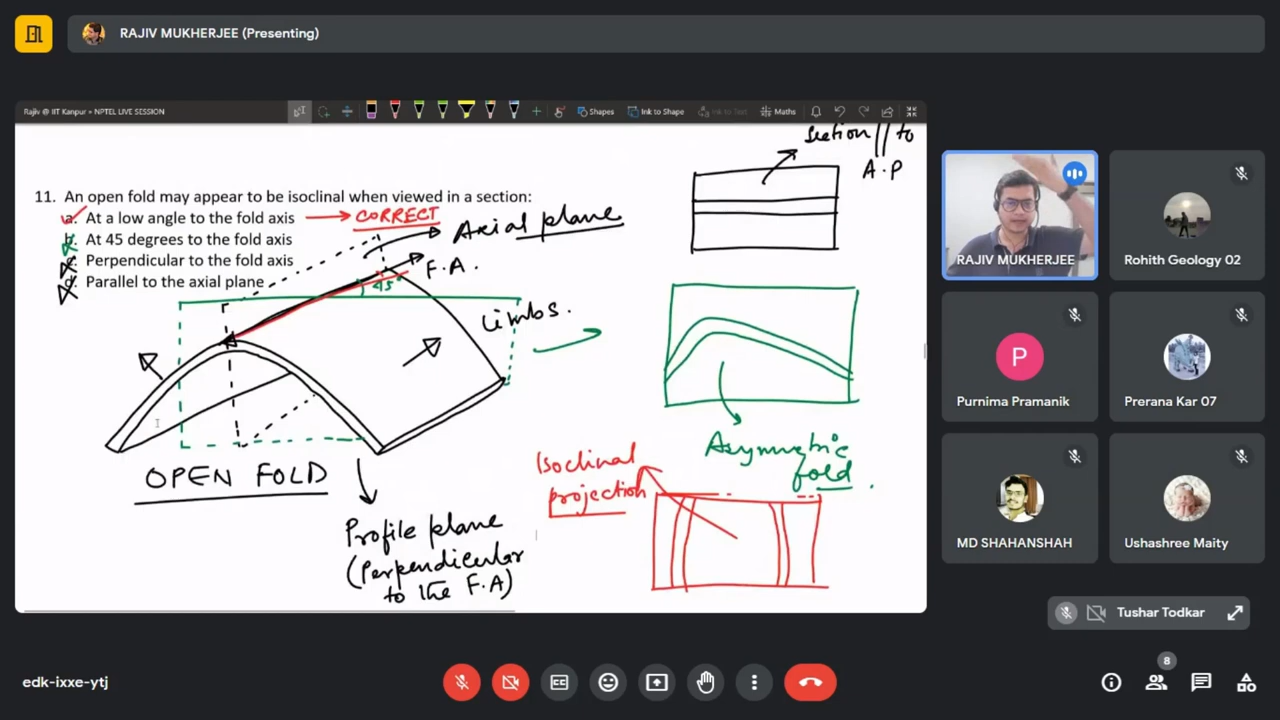 RAJIV MUKHERJEE (Presenting)
Rajiv @ IIT Kanpur » NPTEL LIVE SESSION
Shapes
Ink to Shape
Ink to Text
Maths
section // to
A.P
11. An open fold may appear to be isoclinal when viewed in a section:
a. At a low angle to the fold axis → CORRECT
b. At 45 degrees to the fold axis
c. Perpendicular to the fold axis
d. Parallel to the axial plane
Axial plane
F.A.
45°
Limbs.
OPEN FOLD
Profile plane
(Perpendicular
to the F.A)
Asymmetric
fold.
Isoclinal
projection
RAJIV MUKHERJEE
Rohith Geology 02
P
Purnima Pramanik
Prerana Kar 07
MD SHAHANSHAH
Ushashree Maity
Tushar Todkar
edk-ixxe-ytj
CC
8